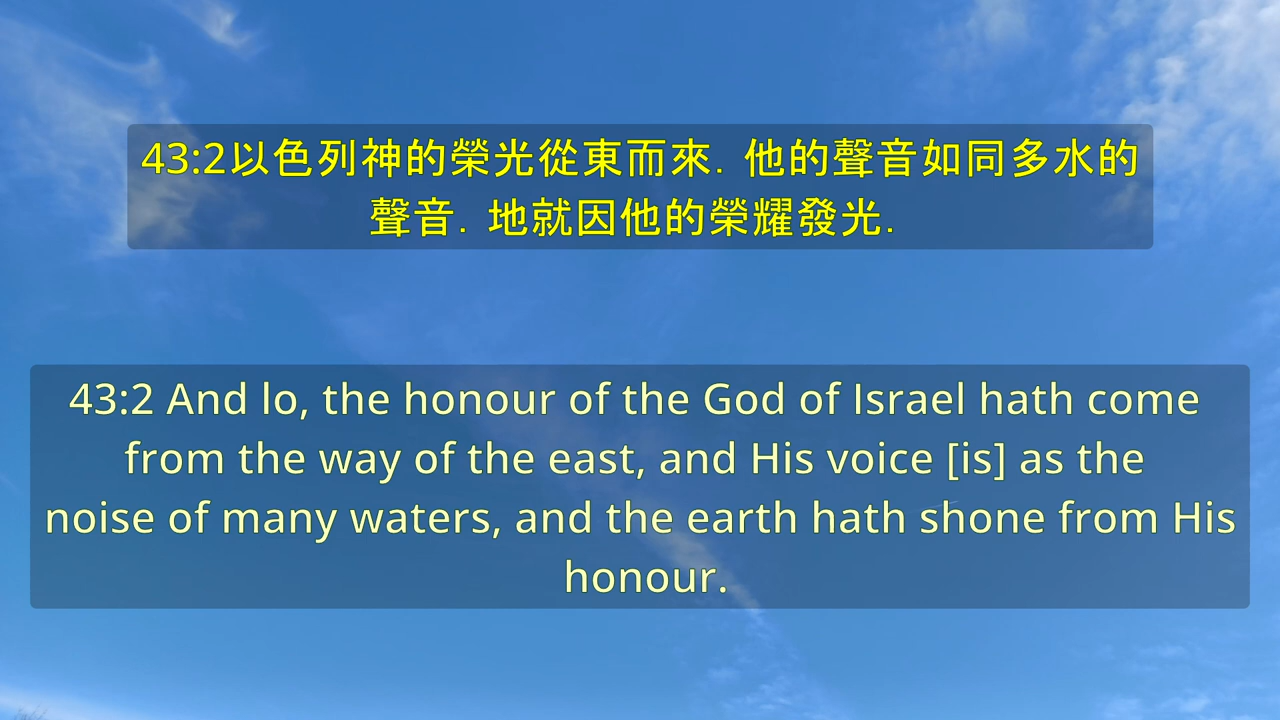 43:2以色列神的榮光從東而來. 他的聲音如同多水的
聲音. 地就因他的榮耀發光.
43:2 And lo, the honour of the God of Israel hath come
from the way of the east, and His voice [is] as the
noise of many waters, and the earth hath shone from His
honour.